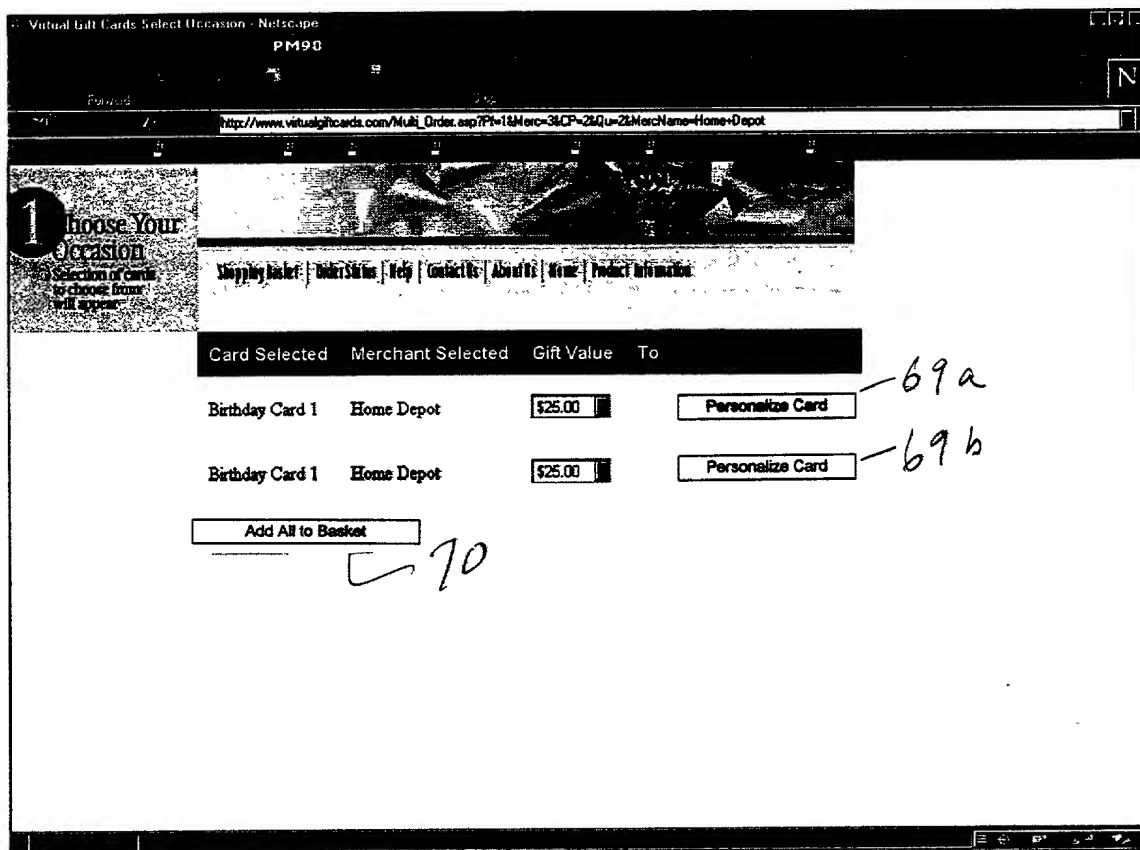 Virtual Gift Cards Select Occasion - Netscape
PM98
N
Forward
http://www.virtualgiftcards.com/Multi_Order.asp?Pf=1&Merc=3&CP=2&Qu=2&MercName=Home+Depot
1 Choose Your
Occasion
Selection of cards
to choose from
will appear
Shopping Basket | Order Status | Help | Contact Us | About Us | Home | Product Information
Card Selected Merchant Selected Gift Value To
Birthday Card 1 Home Depot $25.00 Personalize Card 69a
Birthday Card 1 Home Depot $25.00 Personalize Card 69b
Add All to Basket
70